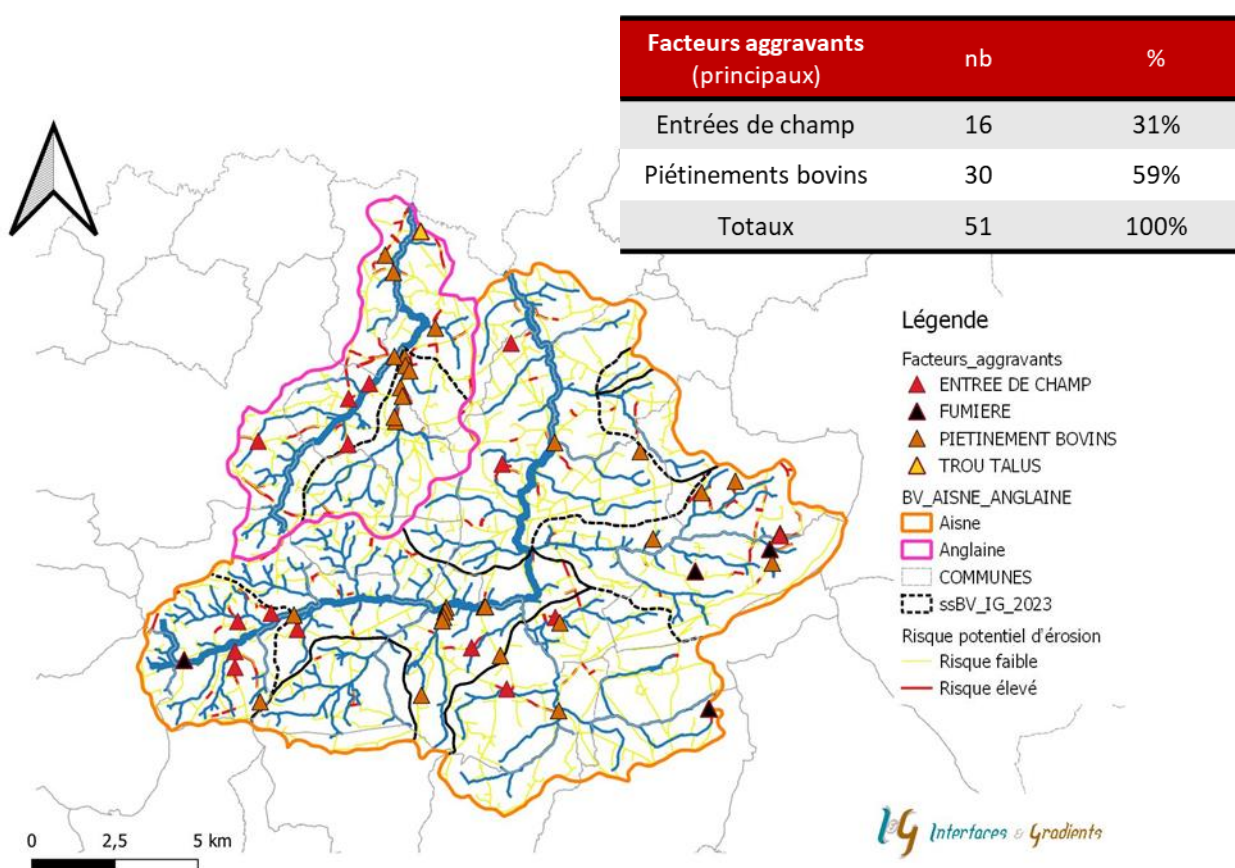 Facteurs aggravants nb %
(principaux)
Entrées de champ 16 31%
Piétinements bovins 30 59%
Totaux 51 100%
Légende
Facteurs_aggravants
ENTREE DE CHAMP
FUMIERE
PIETINEMENT BOVINS
TROU TALUS
BV_AISNE_ANGLAINE
Aisne
Anglaine
COMMUNES
ssBV_IG_2023
Risque potentiel d'érosion
Risque faible
Risque élevé
0 2,5 5 km
I&G Interfaces & Gradients